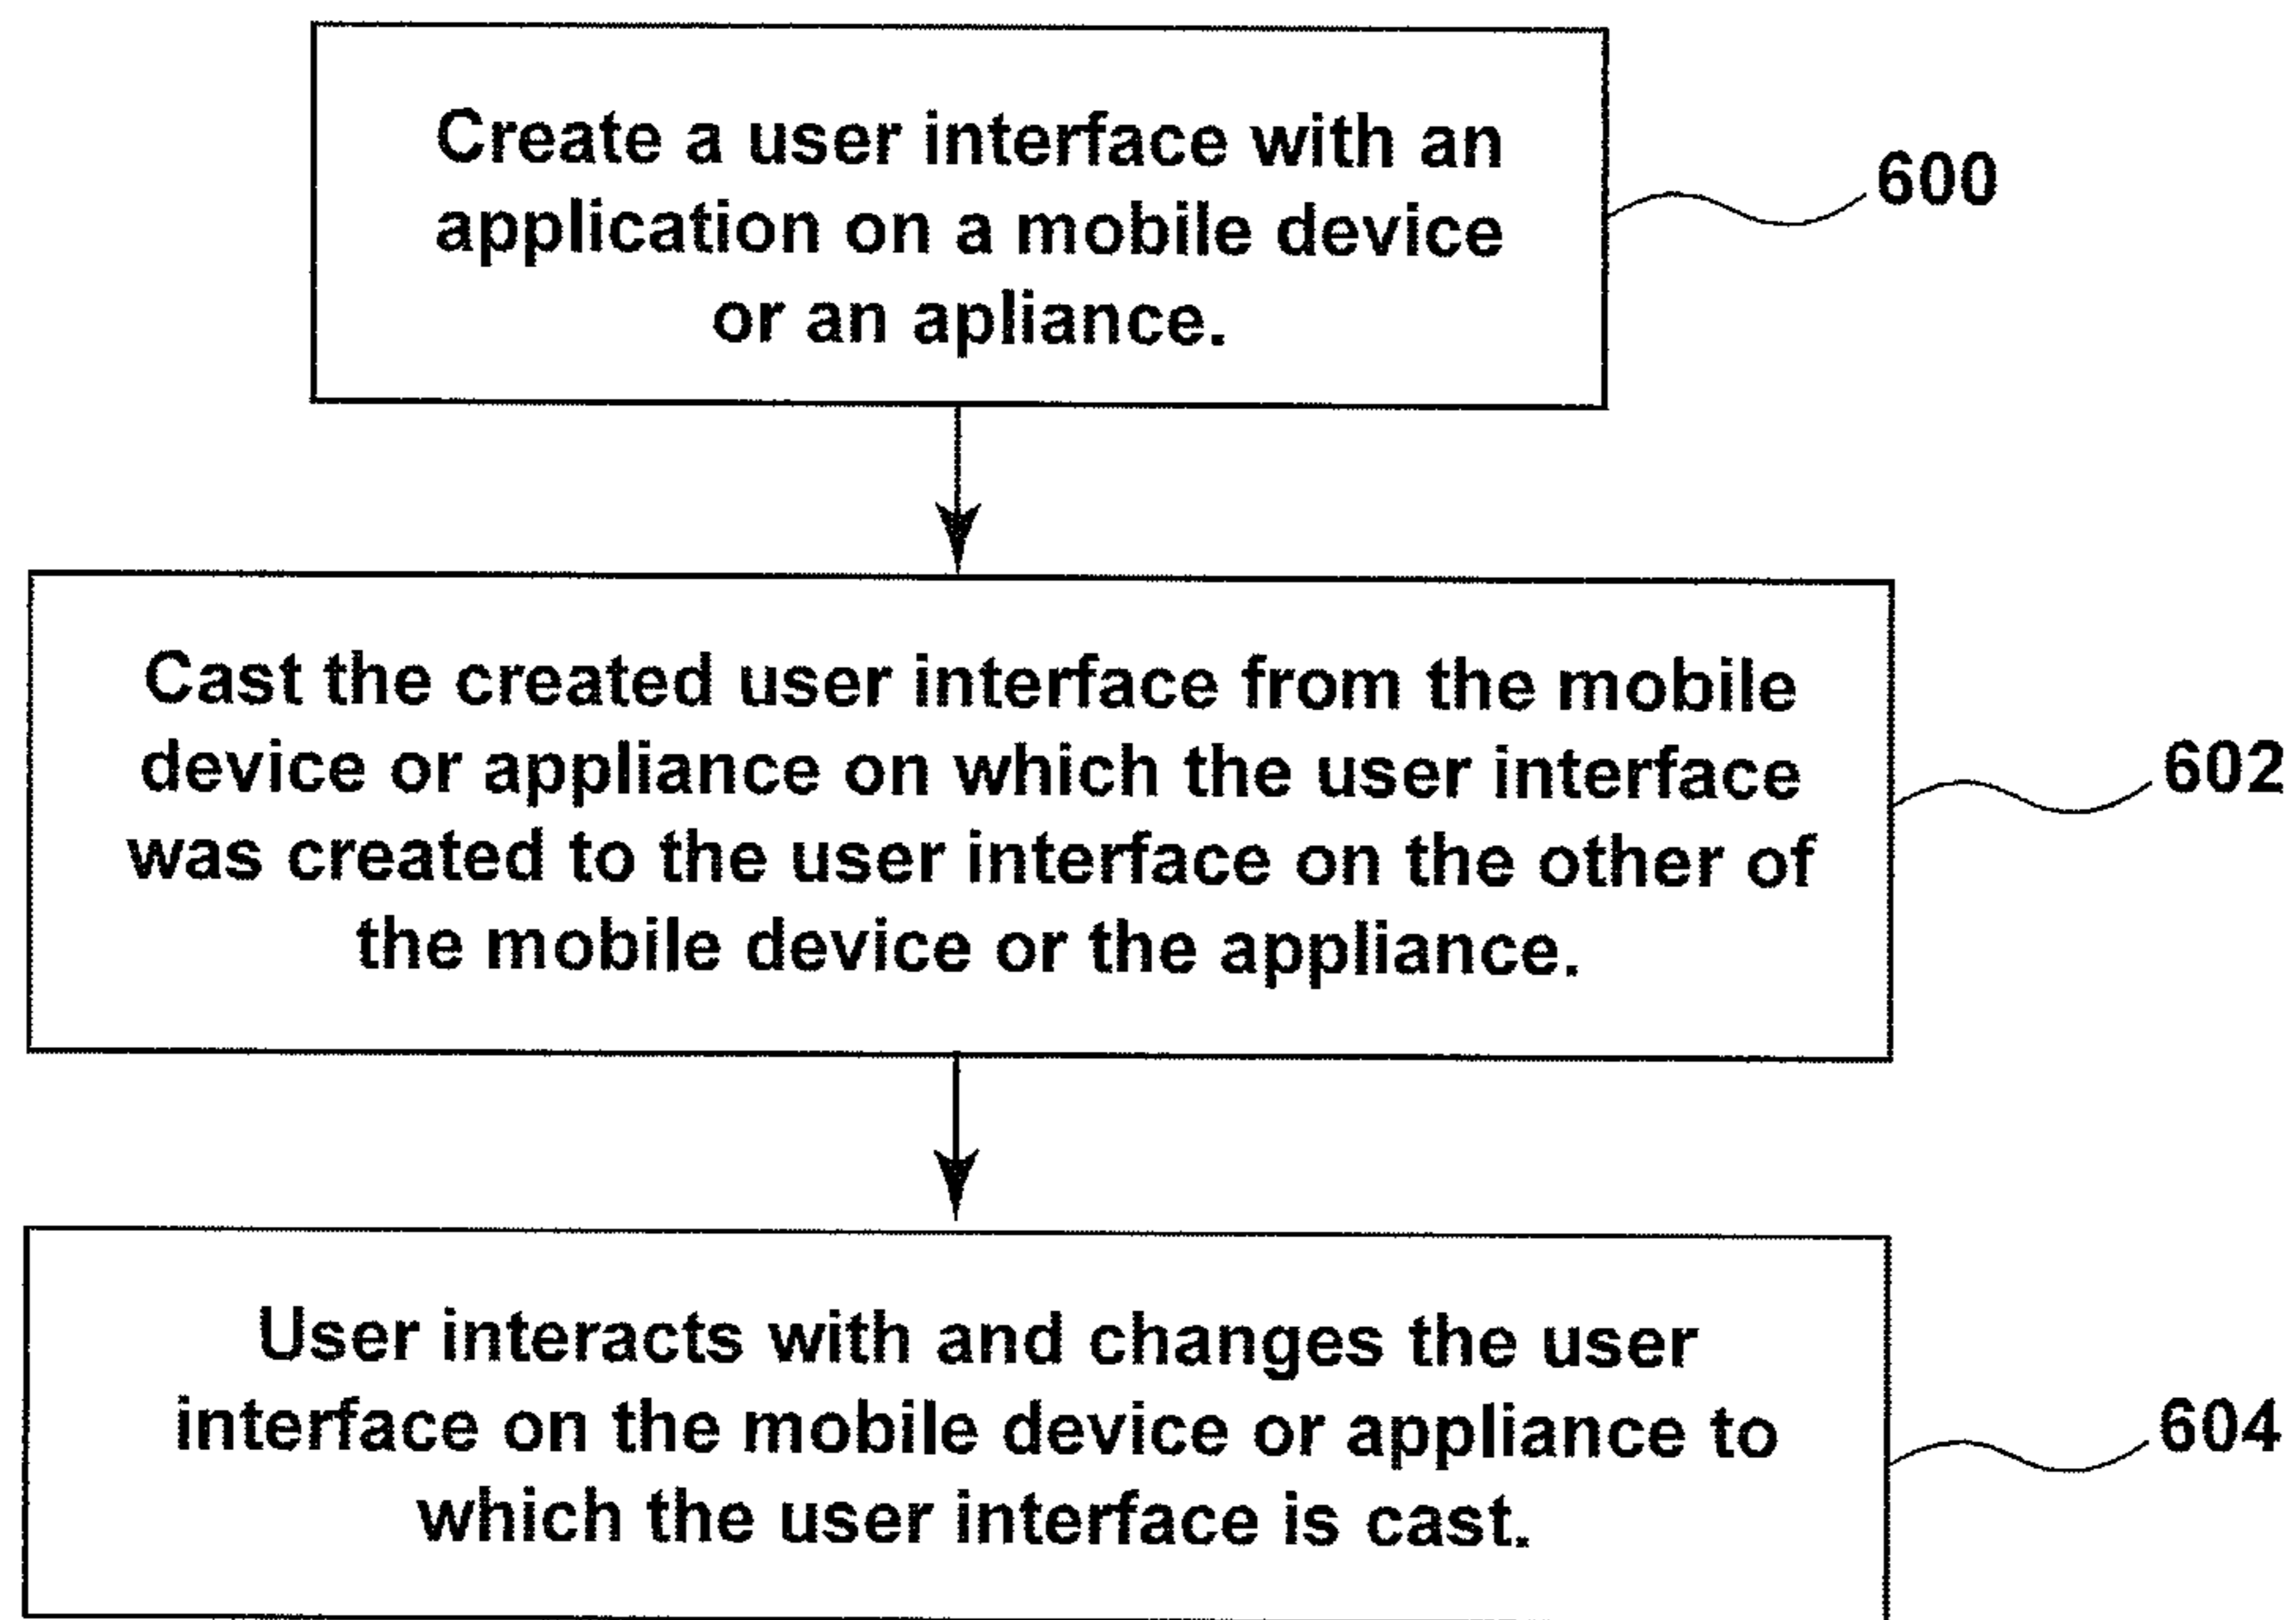 Create a user interface with an
application on a mobile device
or an apliance.
600
Cast the created user interface from the mobile
device or appliance on which the user interface
was created to the user interface on the other of
the mobile device or the appliance.
602
User interacts with and changes the user
interface on the mobile device or appliance to
which the user interface is cast.
604